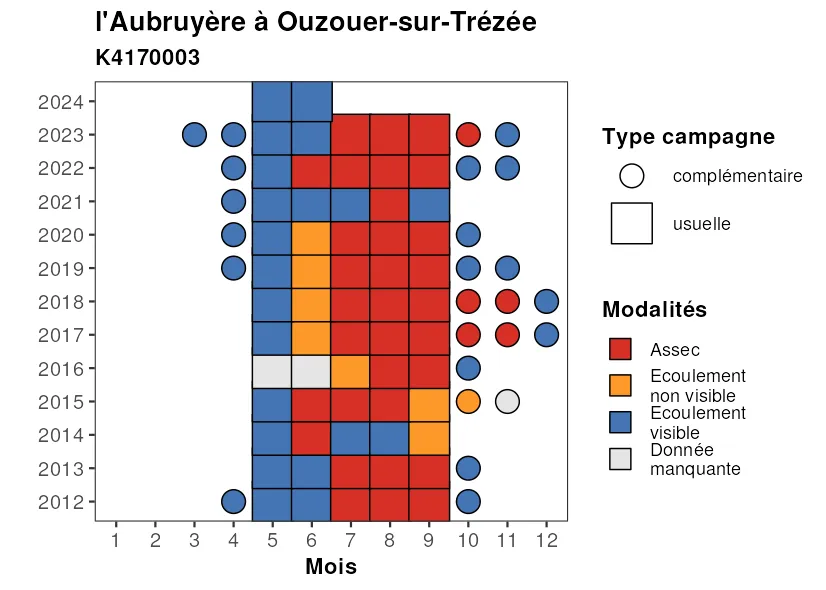 l'Aubruyère à Ouzouer-sur-Trézée
K4170003
2024
2023
2022
2021
2020
2019
2018
2017
2016
2015
2014
2013
2012
1 2 3 4 5 6 7 8 9 10 11 12
Mois
Type campagne
complémentaire
usuelle
Modalités
Assec
Ecoulement
non visible
Ecoulement
visible
Donnée
manquante